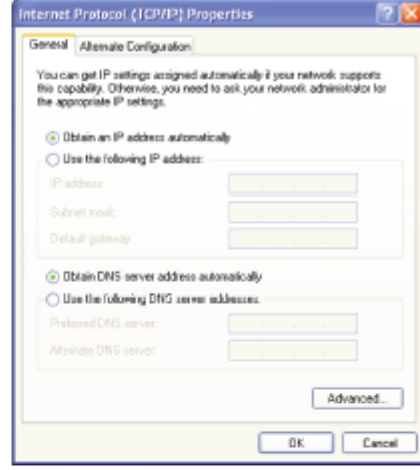 Internet Protocol (TCP/IP) Properties
General
Alternate Configuration
You can get IP settings assigned automatically if your network supports
this capability. Otherwise, you need to ask your network administrator for
the appropriate IP settings.
Obtain an IP address automatically
Use the following IP address:
IP address:
Subnet mask:
Default gateway:
Obtain DNS server address automatically
Use the following DNS server addresses:
Preferred DNS server:
Alternate DNS server:
Advanced...
OK
Cancel